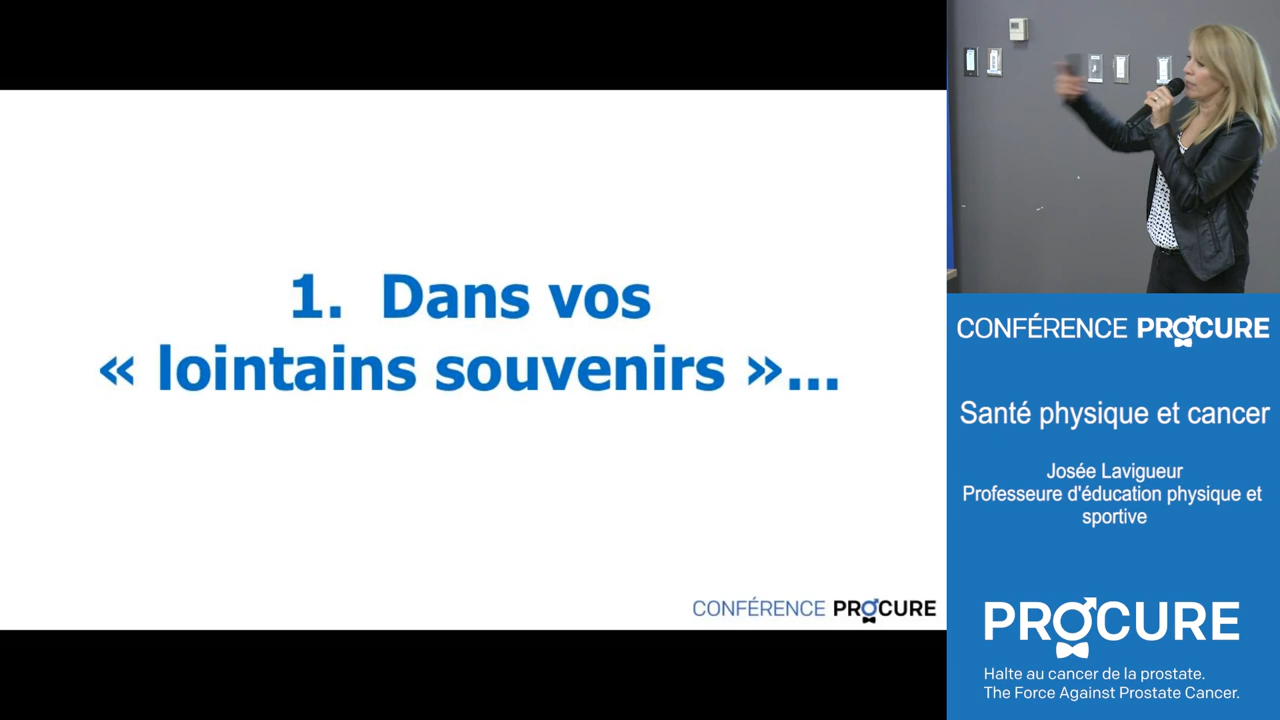 1. Dans vos
« lointains souvenirs »...
CONFÉRENCE PROCURE
CONFÉRENCE PROCURE
Santé physique et cancer
Josée Lavigueur
Professeure d'éducation physique et
sportive
PROCURE
Halte au cancer de la prostate.
The Force Against Prostate Cancer.